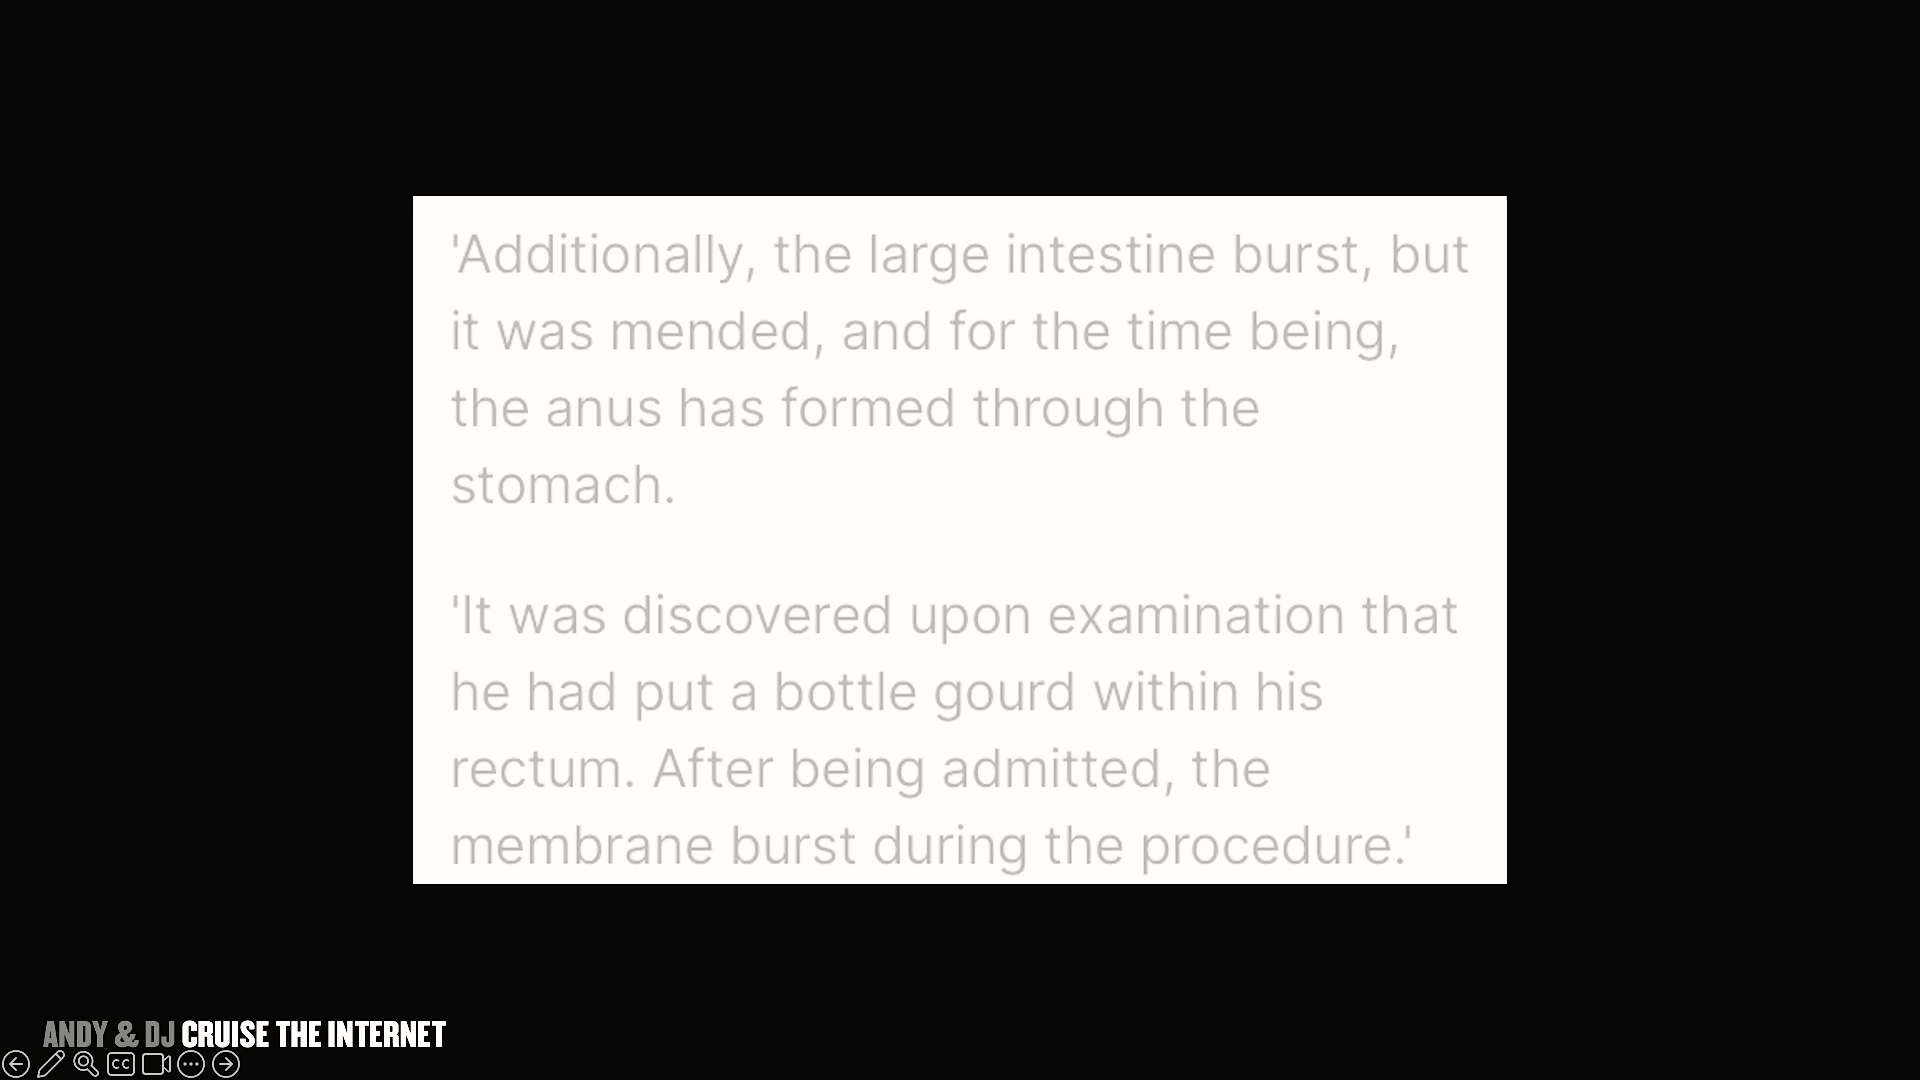 'Additionally, the large intestine burst, but
it was mended, and for the time being,
the anus has formed through the
stomach.
'It was discovered upon examination that
he had put a bottle gourd within his
rectum. After being admitted, the
membrane burst during the procedure.'
ANDY & DJ CRUISE THE INTERNET
CC